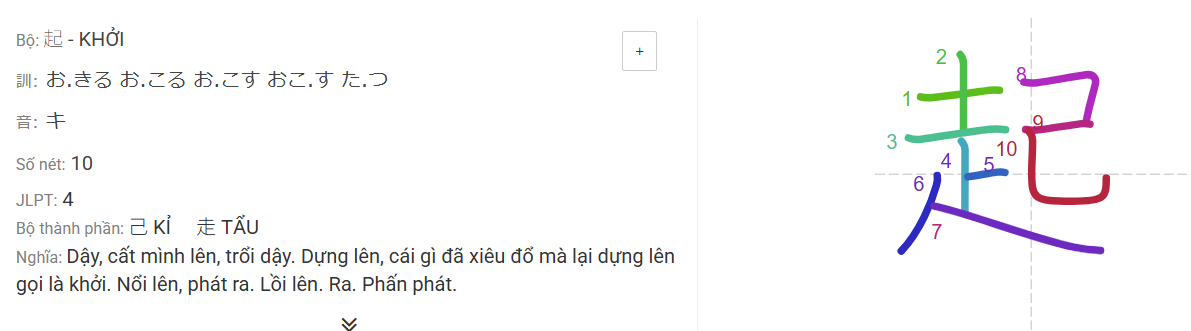 Bộ: 起 - KHỞI
+
訓: お.きる お.こる お.こす おこ.す た.つ
音: キ
Số nét: 10
JLPT: 4
Bộ thành phần: 己 KỈ 走 TẨU
Nghĩa: Dậy, cất mình lên, trổi dậy. Dựng lên, cái gì đã xiêu đổ mà lại dựng lên
gọi là khởi. Nổi lên, phát ra. Lồi lên. Ra. Phấn phát.
起
1
2
3
4
5
6
7
8
9
10